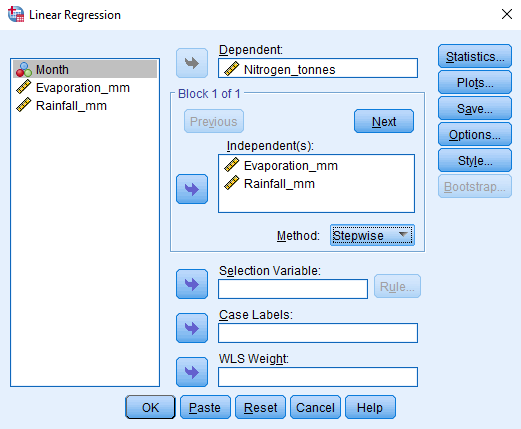 Linear Regression
Month
Evaporation_mm
Rainfall_mm
Dependent:
Nitrogen_tonnes
Block 1 of 1
Previous
Next
Independent(s):
Evaporation_mm
Rainfall_mm
Method:
Stepwise
Selection Variable:
Rule...
Case Labels:
WLS Weight:
Statistics...
Plots...
Save...
Options...
Style...
Bootstrap...
OK
Paste
Reset
Cancel
Help